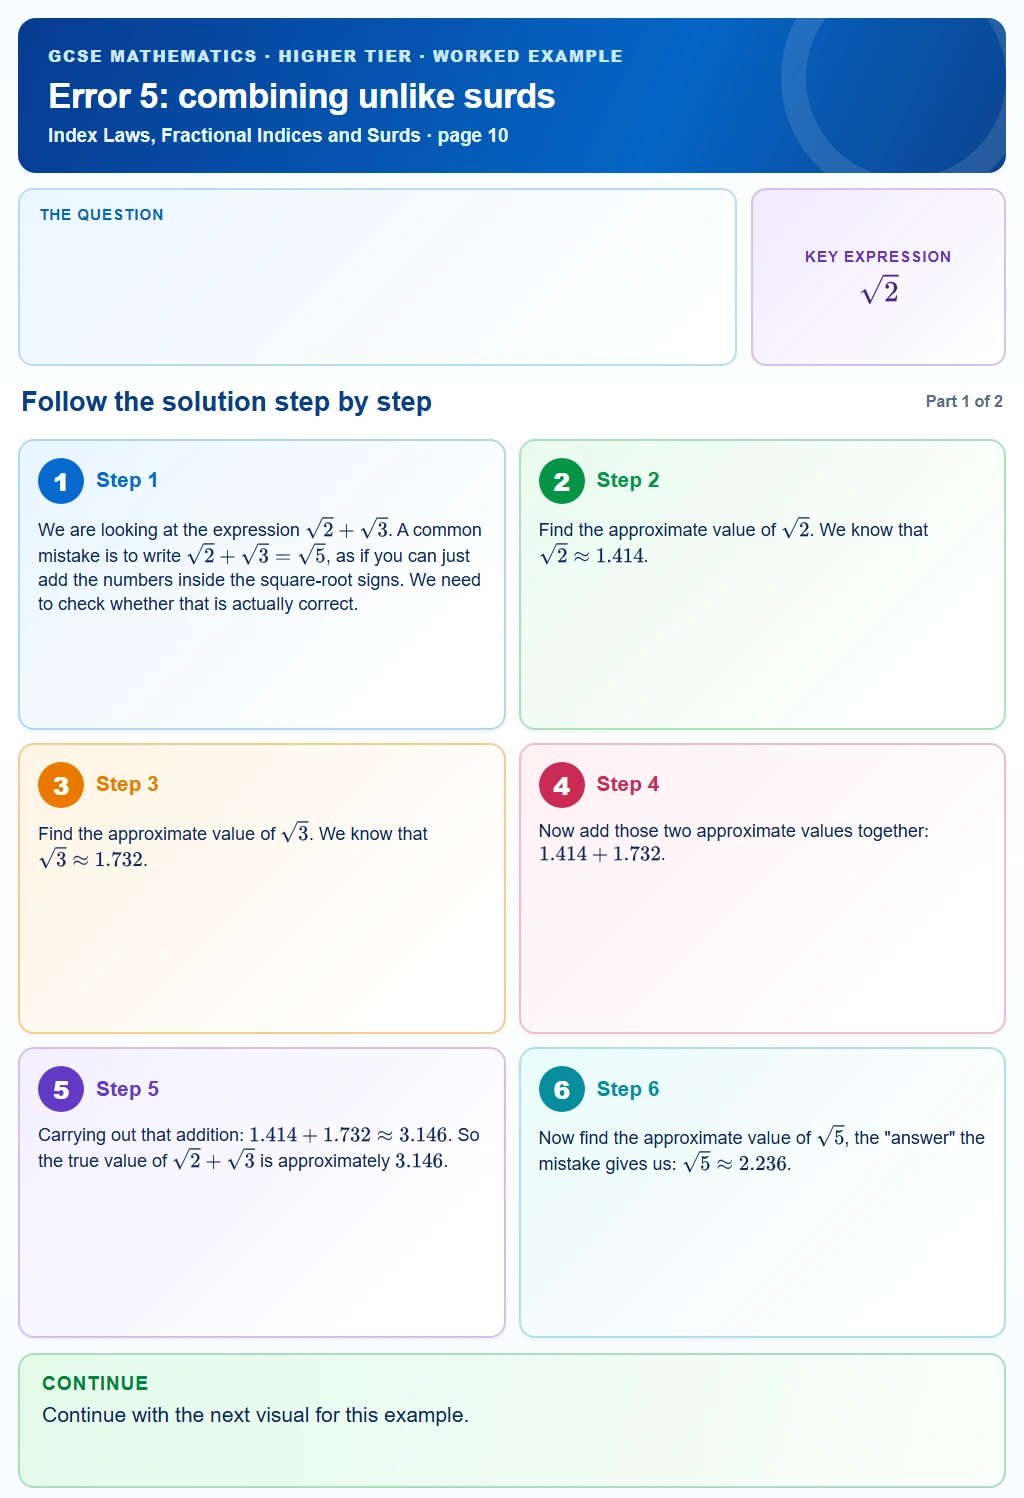 GCSE MATHEMATICS · HIGHER TIER · WORKED EXAMPLE
Error 5: combining unlike surds
Index Laws, Fractional Indices and Surds · page 10
THE QUESTION
KEY EXPRESSION
√2
Follow the solution step by step
Part 1 of 2
1 Step 1
We are looking at the expression √2 + √3. A common
mistake is to write √2 + √3 = √5, as if you can just
add the numbers inside the square-root signs. We need
to check whether that is actually correct.
2 Step 2
Find the approximate value of √2. We know that
√2 ≈ 1.414.
3 Step 3
Find the approximate value of √3. We know that
√3 ≈ 1.732.
4 Step 4
Now add those two approximate values together:
1.414 + 1.732.
5 Step 5
Carrying out that addition: 1.414 + 1.732 ≈ 3.146. So
the true value of √2 + √3 is approximately 3.146.
6 Step 6
Now find the approximate value of √5, the "answer" the
mistake gives us: √5 ≈ 2.236.
CONTINUE
Continue with the next visual for this example.